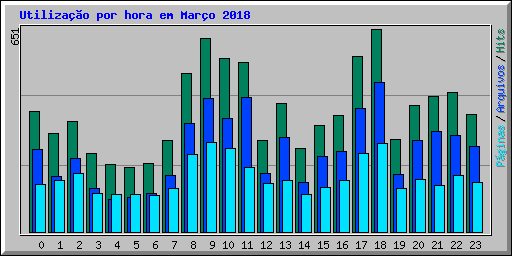 Utilização por hora em Março 2018
651
Páginas / Arquivos / Hits
0 1 2 3 4 5 6 7 8 9 10 11 12 13 14 15 16 17 18 19 20 21 22 23